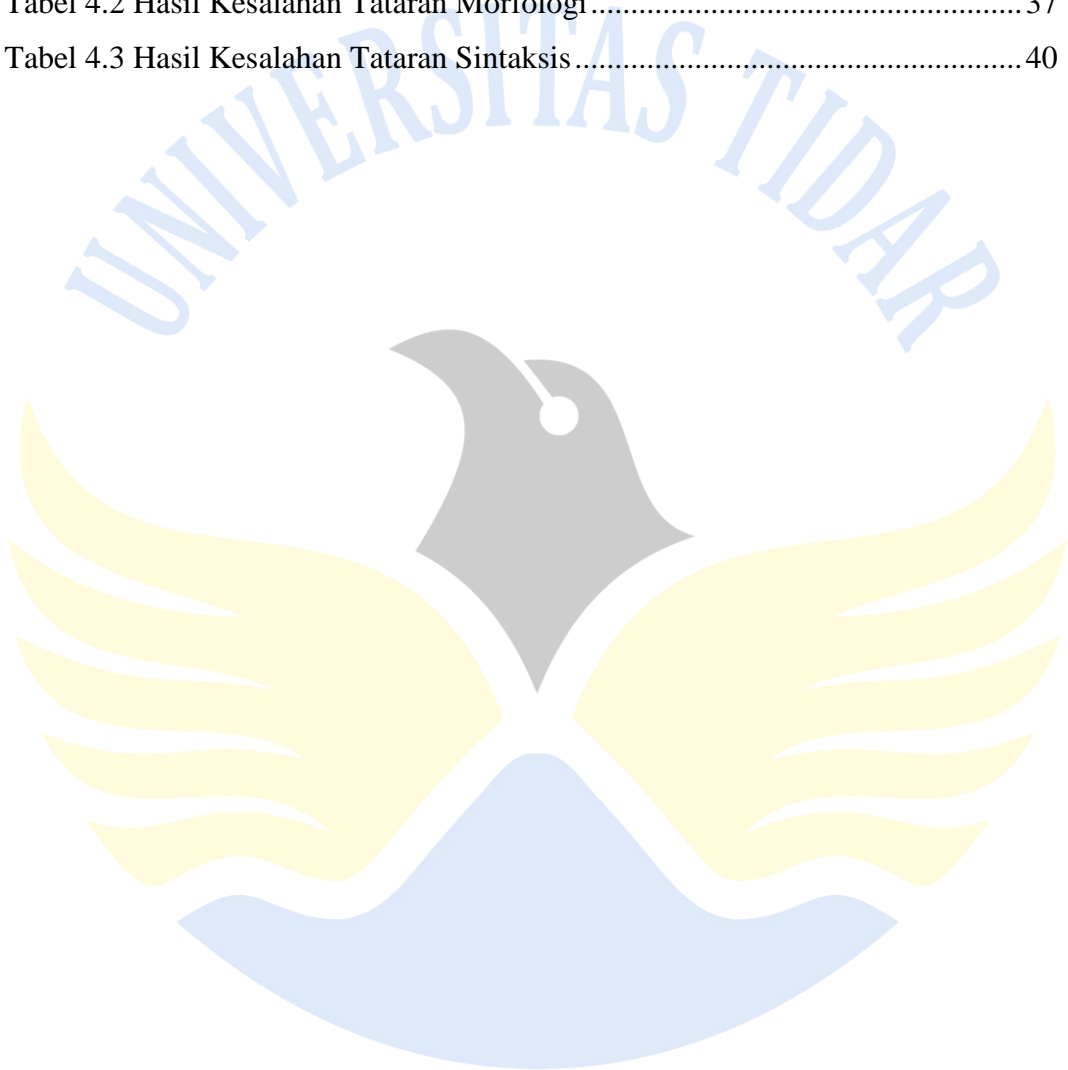 Tabel 4.2 Hasil Kesalahan Tataran Morfologi........................................................37
Tabel 4.3 Hasil Kesalahan Tataran Sintaksis.........................................................40
UNIVERSITAS TIDAR